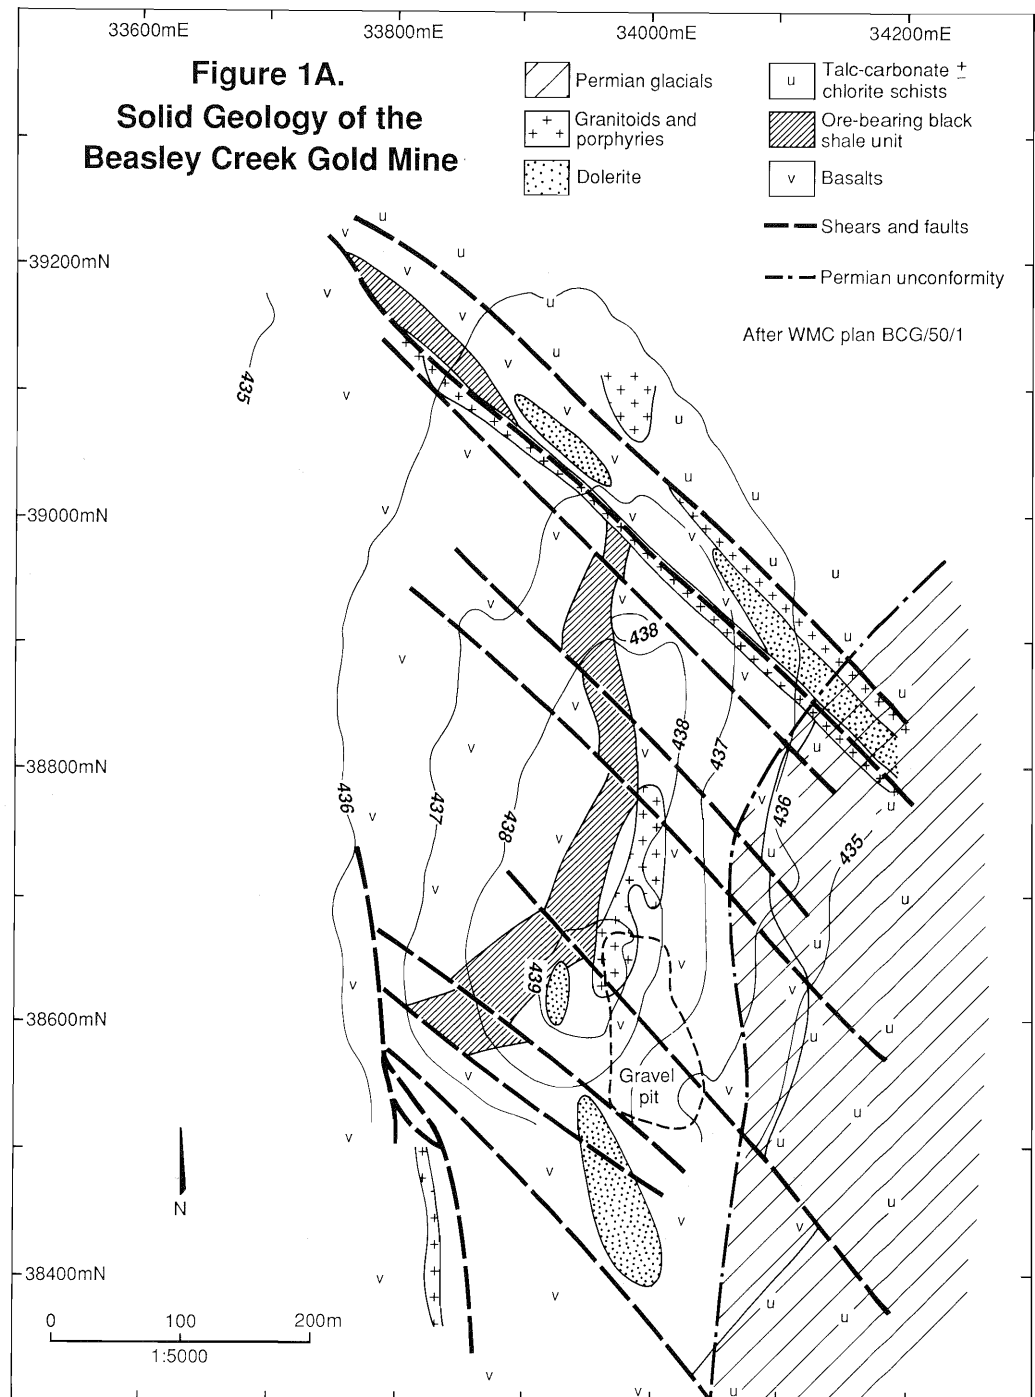 33600mE
33800mE
34000mE
34200mE
Figure 1A.
Solid Geology of the
Beasley Creek Gold Mine
Permian glacials
Granitoids and
porphyries
Dolerite
u
Talc-carbonate ±
chlorite schists
Ore-bearing black
shale unit
v
Basalts
Shears and faults
Permian unconformity
After WMC plan BCG/50/1
39200mN
39000mN
38800mN
38600mN
38400mN
435
438
438
437
436
435
436
437
438
439
Gravel
pit
N
0 100 200m
1:5000